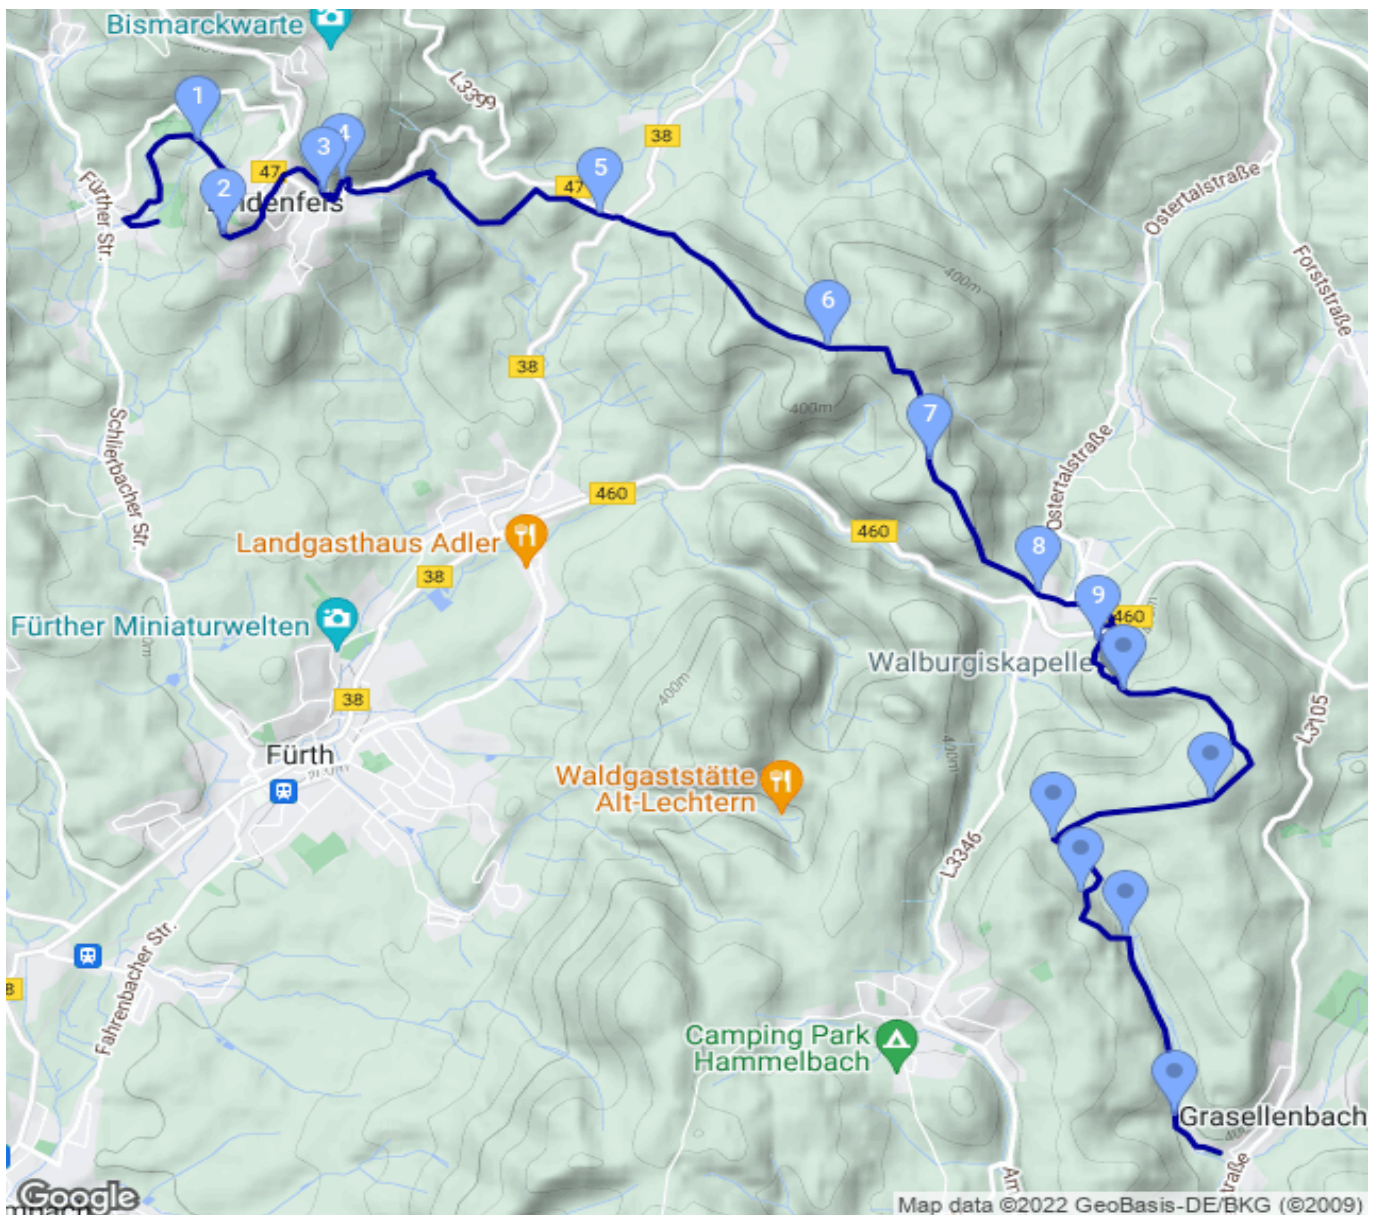 Bismarckwarte
L3399
1
38
4
3
47
5
47
Fürther Str.
2
Ostertalstraße
Forststraße
400m
6
38
400m
7
Schlierbacher Str.
Ostertalstraße
460
460
Landgasthaus Adler
8
38
9
460
Fürther Miniaturwelten
Walburgiskapelle
400m
38
L3105
Fürth
400m
Waldgaststätte
Alt-Lechtern
L3346
Fahrenbacher Str.
8
Camping Park
Hammelbach
Grasellenbach
Google
Map data ©2022 GeoBasis-DE/BKG (©2009)